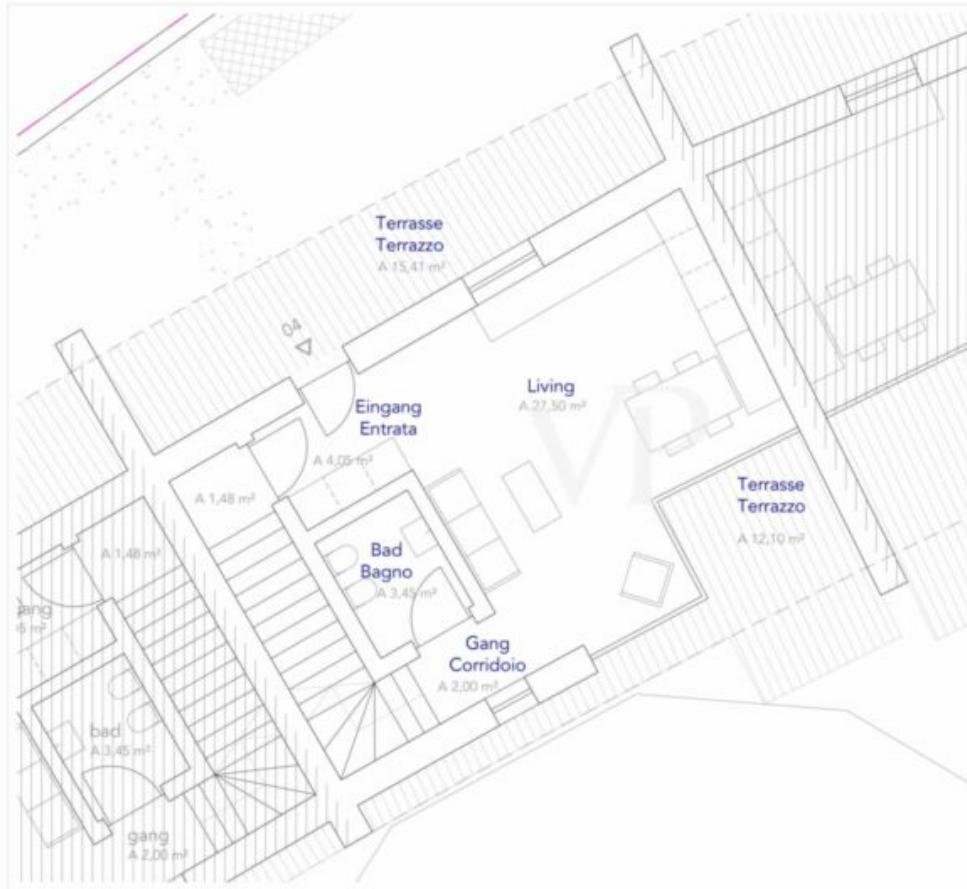 Terrasse
Terrazzo
A 15,41 m²
04
Living
A 27,50 m²
Eingang
Entrata
A 4,05 m²
A 1,48 m²
Terrasse
Terrazzo
A 12,10 m²
Bad
Bagno
A 3,45 m²
A 1,48 m²
Gang
Corridoio
A 2,00 m²
bad
A 3,45 m²
gang
A 2,00 m²
VP